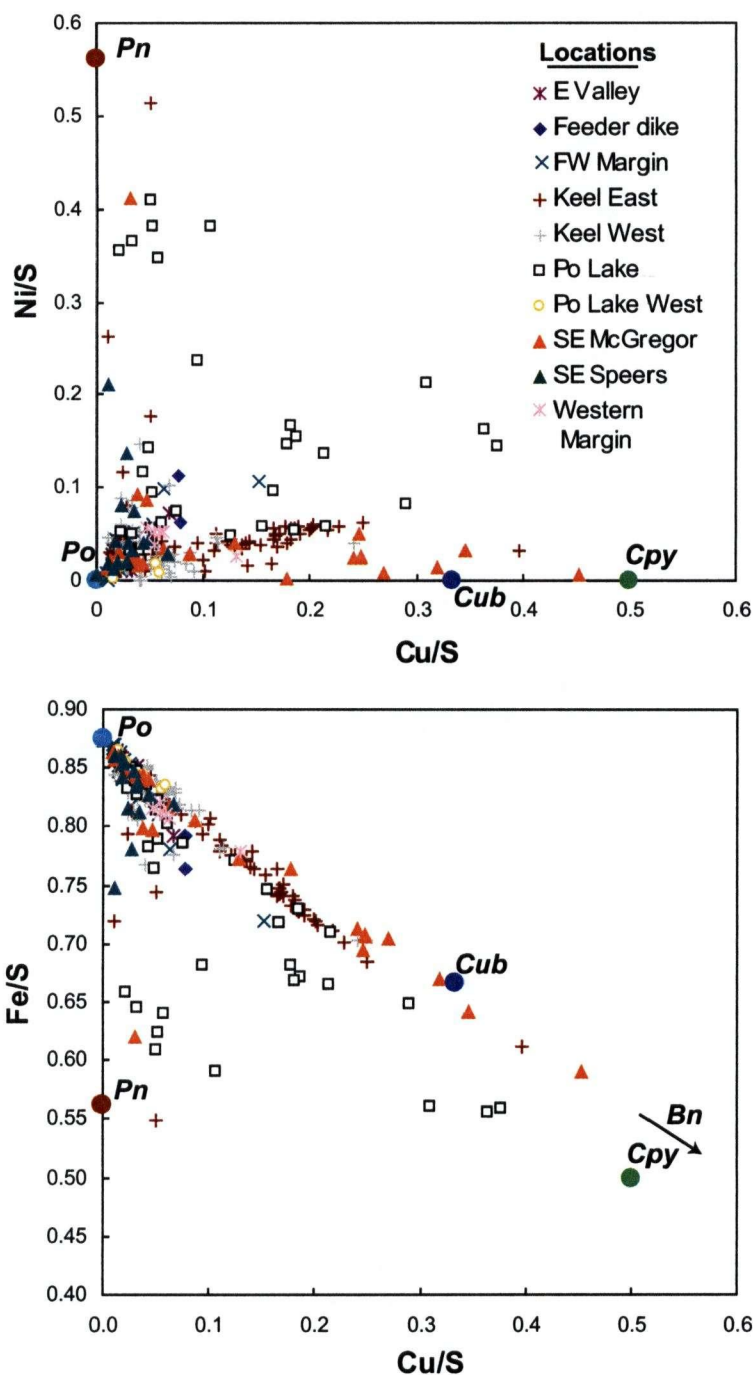 0.6
Pn
0.5
0.4
0.3
0.2
0.1
Po
0
Ni/S
Locations
E Valley
Feeder dike
FW Margin
Keel East
Keel West
Po Lake
Po Lake West
SE McGregor
SE Speers
Western
Margin
Cpy
Cub
0 0.1 0.2 0.3 0.4 0.5 0.6
Cu/S
0.90
Po
0.85
0.80
0.75
0.70
Cub
0.65
0.60
Pn
0.55
Bn
Cpy
0.50
0.45
0.40
Fe/S
0.0 0.1 0.2 0.3 0.4 0.5 0.6
Cu/S